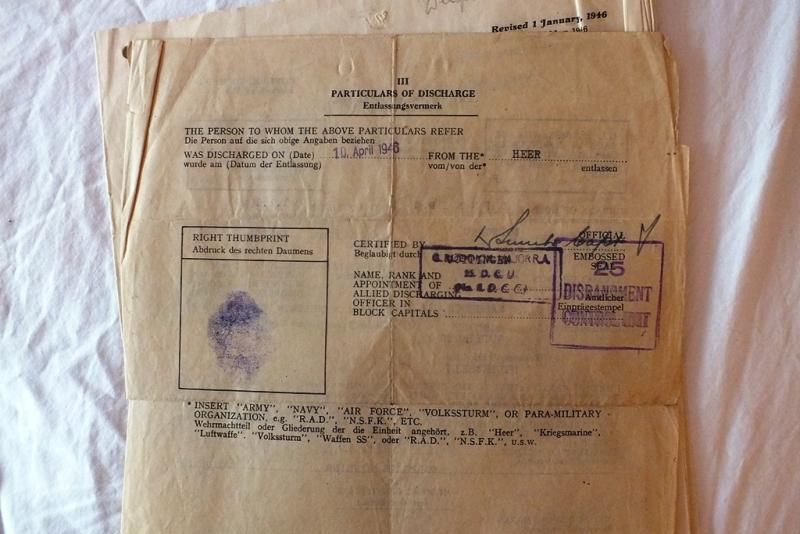 Revised 1 January, 1946
III
PARTICULARS OF DISCHARGE
Entlassungsvermerk
THE PERSON TO WHOM THE ABOVE PARTICULARS REFER
Die Person auf die sich obige Angaben beziehen
WAS DISCHARGED ON (Date) 10. April 1946 FROM THE* HEER
wurde am (Datum der Entlassung) vom/von der* entlassen
RIGHT THUMBPRINT
Abdruck des rechten Daumens
CERTIFIED BY
Beglaubigt durch
NAME, RANK AND
APPOINTMENT OF
ALLIED DISCHARGING
OFFICER IN
BLOCK CAPITALS
OFFICIAL
EMBOSSED
SEAL
Amtlicher
Einprägestempel
25
DISBANDMENT
CONTROL UNIT
* INSERT "ARMY", "NAVY", "AIR FORCE", "VOLKSSTURM", OR PARA-MILITARY
ORGANIZATION, e.g. "R.A.D.", "N.S.F.K.", ETC.
Wehrmachtteil oder Gliederung der die Einheit angehört, z.B. "Heer", "Kriegsmarine",
"Luftwaffe". "Volkssturm", "Waffen SS", oder "R.A.D.", "N.S.F.K.", u.s.w.